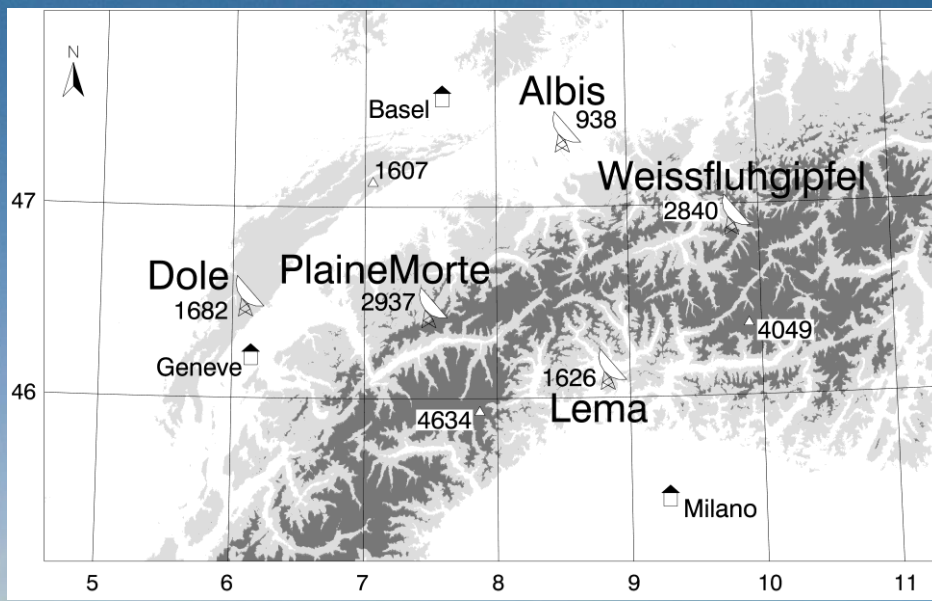 N
Albis
938
Basel
1607
Weissfluhgipfel
47
2840
Dole
PlaineMorte
1682
2937
4049
Geneve
1626
46
Lema
4634
Milano
5 6 7 8 9 10 11